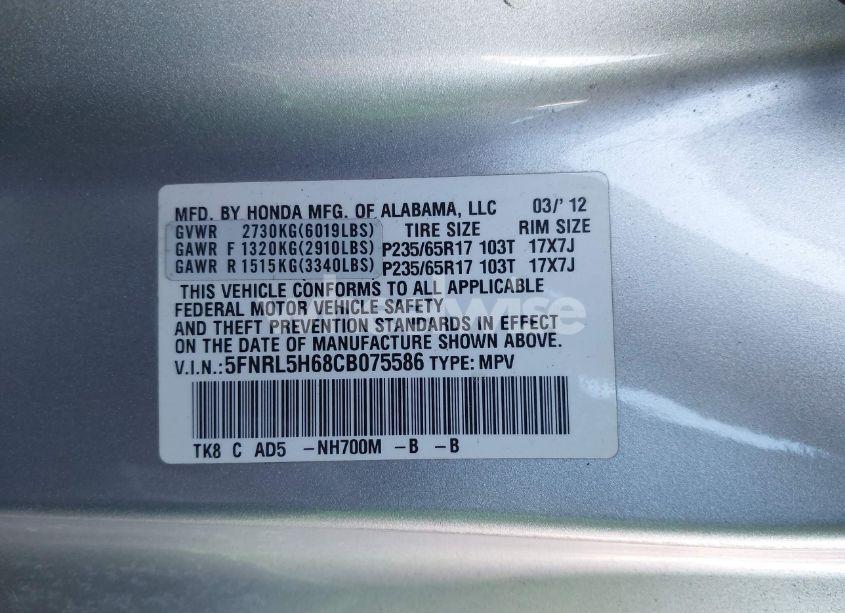 MFD. BY HONDA MFG. OF ALABAMA, LLC 03/' 12
GVWR 2730KG(6019LBS) TIRE SIZE RIM SIZE
GAWR F 1320KG(2910LBS) P235/65R17 103T 17X7J
GAWR R 1515KG(3340LBS) P235/65R17 103T 17X7J
THIS VEHICLE CONFORMS TO ALL APPLICABLE
FEDERAL MOTOR VEHICLE SAFETY
AND THEFT PREVENTION STANDARDS IN EFFECT
ON THE DATE OF MANUFACTURE SHOWN ABOVE.
V.I.N.:5FNRL5H68CB075586 TYPE: MPV
TK8 C AD5 -NH700M -B -B